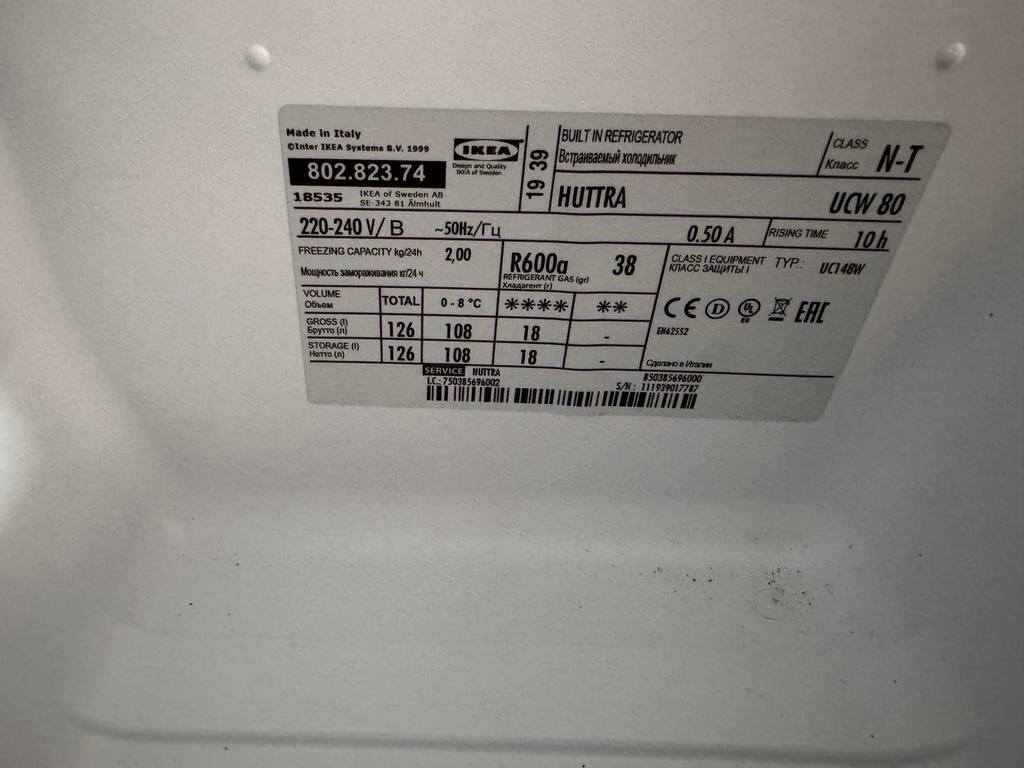 Made in Italy
©Inter IKEA Systems B.V. 1999
802.823.74
18535
IKEA of Sweden AB
SE-343 81 Älmhult
IKEA
Design and Quality
IKEA of Sweden
19 39
BUILT IN REFRIGERATOR
Встраиваемый холодильник
CLASS
Класс
N-T
HUTTRA UCW 80
220-240 V/ В ~50Hz/Гц 0.50 A
RISING TIME 10 h
FREEZING CAPACITY kg/24h 2,00
Мощность замораживания кг/24 ч
R600a 38
REFRIGERANT GAS (gr)
Хладагент (г)
CLASS I EQUIPMENT TYP.: UC148W
КЛАСС ЗАЩИТЫ I
VOLUME
Объем
TOTAL 0 - 8 °C **** **
GROSS (l)
Брутто (л)
126 108 18 -
STORAGE (l)
Нетто (л)
126 108 18 -
CE D UL EU EAC
EN62552
Сделано в Италии
SERVICE HUTTRA 850385696000
I.C.: 750385696002 S/N : 111939017787